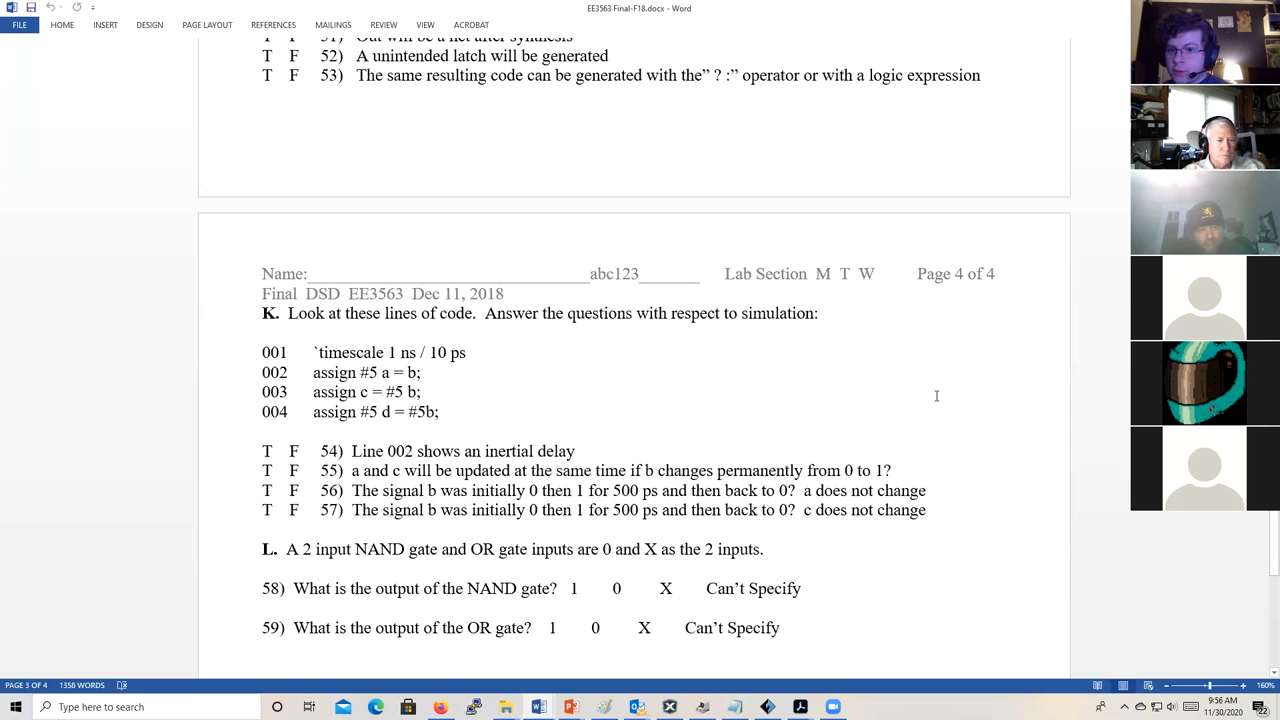 EE3563 Final-F18.docx - Word
FILE HOME INSERT DESIGN PAGE LAYOUT REFERENCES MAILINGS REVIEW VIEW ACROBAT
T F 51) Out will be a net after synthesis
T F 52) A unintended latch will be generated
T F 53) The same resulting code can be generated with the” ? :” operator or with a logic expression
Name: abc123 Lab Section M T W Page 4 of 4
Final DSD EE3563 Dec 11, 2018
K. Look at these lines of code. Answer the questions with respect to simulation:
001 `timescale 1 ns / 10 ps
002 assign #5 a = b;
003 assign c = #5 b;
004 assign #5 d = #5b;
T F 54) Line 002 shows an inertial delay
T F 55) a and c will be updated at the same time if b changes permanently from 0 to 1?
T F 56) The signal b was initially 0 then 1 for 500 ps and then back to 0? a does not change
T F 57) The signal b was initially 0 then 1 for 500 ps and then back to 0? c does not change
L. A 2 input NAND gate and OR gate inputs are 0 and X as the 2 inputs.
58) What is the output of the NAND gate? 1 0 X Can’t Specify
59) What is the output of the OR gate? 1 0 X Can’t Specify
PAGE 3 OF 4 1358 WORDS 160%
Type here to search
9:56 AM
11/30/2020
22